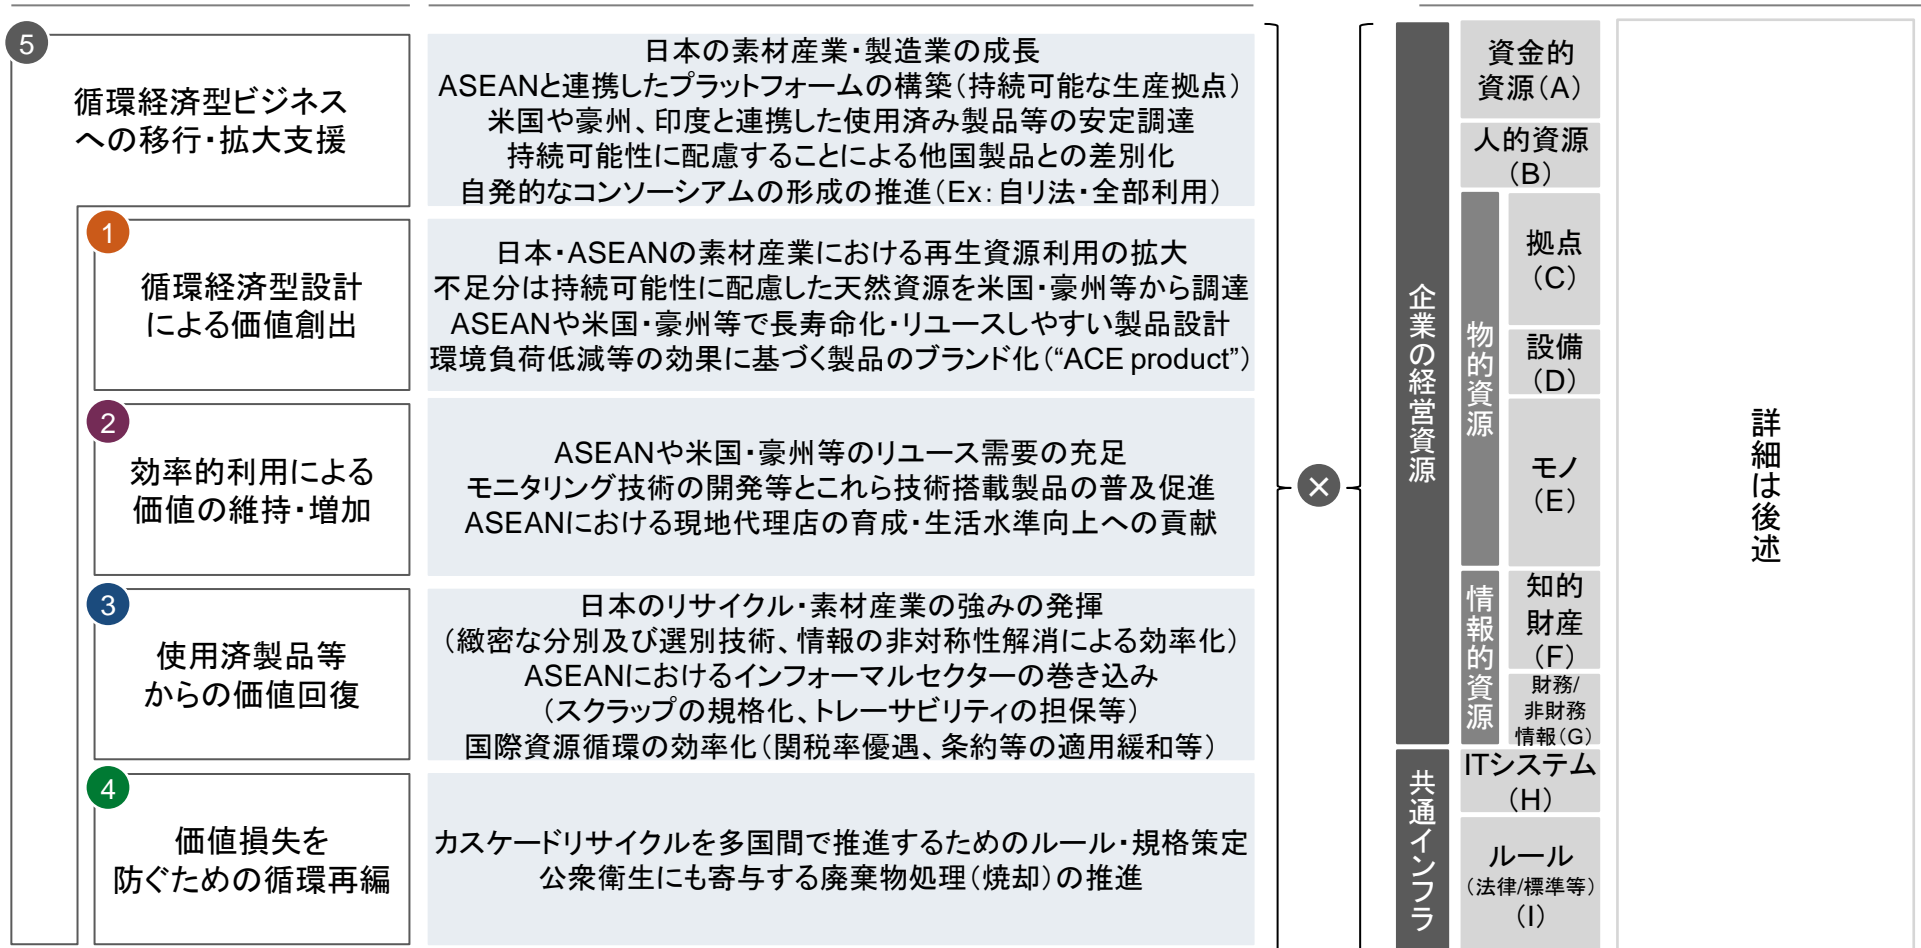 5
循環経済型ビジネス
への移行・拡大支援
日本の素材産業・製造業の成長
ASEANと連携したプラットフォームの構築（持続可能な生産拠点）
米国や豪州、印度と連携した使用済み製品等の安定調達
持続可能性に配慮することによる他国製品との差別化
自発的なコンソーシアムの形成の推進（Ex：自リ法・全部利用）
1
循環経済型設計
による価値創出
日本・ASEANの素材産業における再生資源利用の拡大
不足分は持続可能性に配慮した天然資源を米国・豪州等から調達
ASEANや米国・豪州等で長寿命化・リユースしやすい製品設計
環境負荷低減等の効果に基づく製品のブランド化（“ACE product”）
2
効率的利用による
価値の維持・増加
ASEANや米国・豪州等のリユース需要の充足
モニタリング技術の開発等とこれら技術搭載製品の普及促進
ASEANにおける現地代理店の育成・生活水準向上への貢献
3
使用済製品等
からの価値回復
日本のリサイクル・素材産業の強みの発揮
（緻密な分別及び選別技術、情報の非対称性解消による効率化）
ASEANにおけるインフォーマルセクターの巻き込み
（スクラップの規格化、トレーサビリティの担保等）
国際資源循環の効率化（関税率優遇、条約等の適用緩和等）
4
価値損失を
防ぐための循環再編
カスケードリサイクルを多国間で推進するためのルール・規格策定
公衆衛生にも寄与する廃棄物処理（焼却）の推進
×
企業の経営資源
資金的
資源（A）
人的資源
（B）
物的資源
拠点
（C）
設備
（D）
モノ
（E）
情報的資源
知的
財産
（F）
財務/
非財務
情報（G）
共通インフラ
ITシステム
（H）
ルール
（法律/標準等）
（I）
詳細は後述